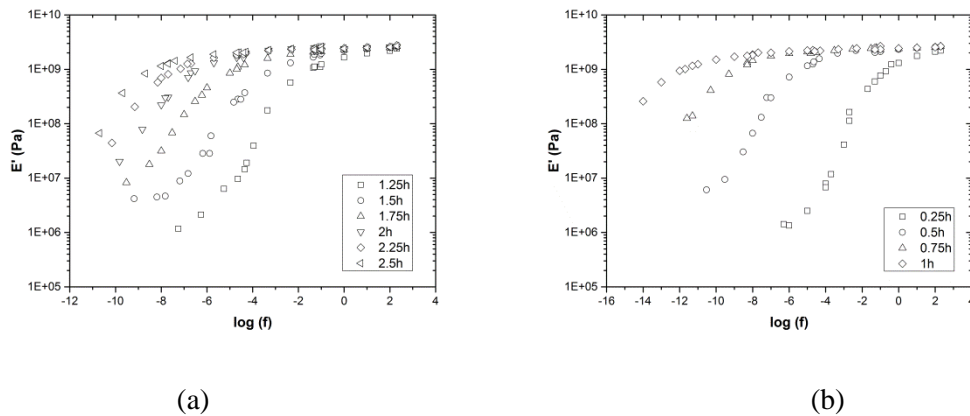 1E+10
1E+09
1E+08
1E+07
1E+06
1E+05
E' (Pa)
-12 -10 -8 -6 -4 -2 0 2 4
log (f)
1.25h
1.5h
1.75h
2h
2.25h
2.5h
(a)
1E+10
1E+09
1E+08
1E+07
1E+06
1E+05
E' (Pa)
-16 -14 -12 -10 -8 -6 -4 -2 0 2 4
log (f)
0.25h
0.5h
0.75h
1h
(b)